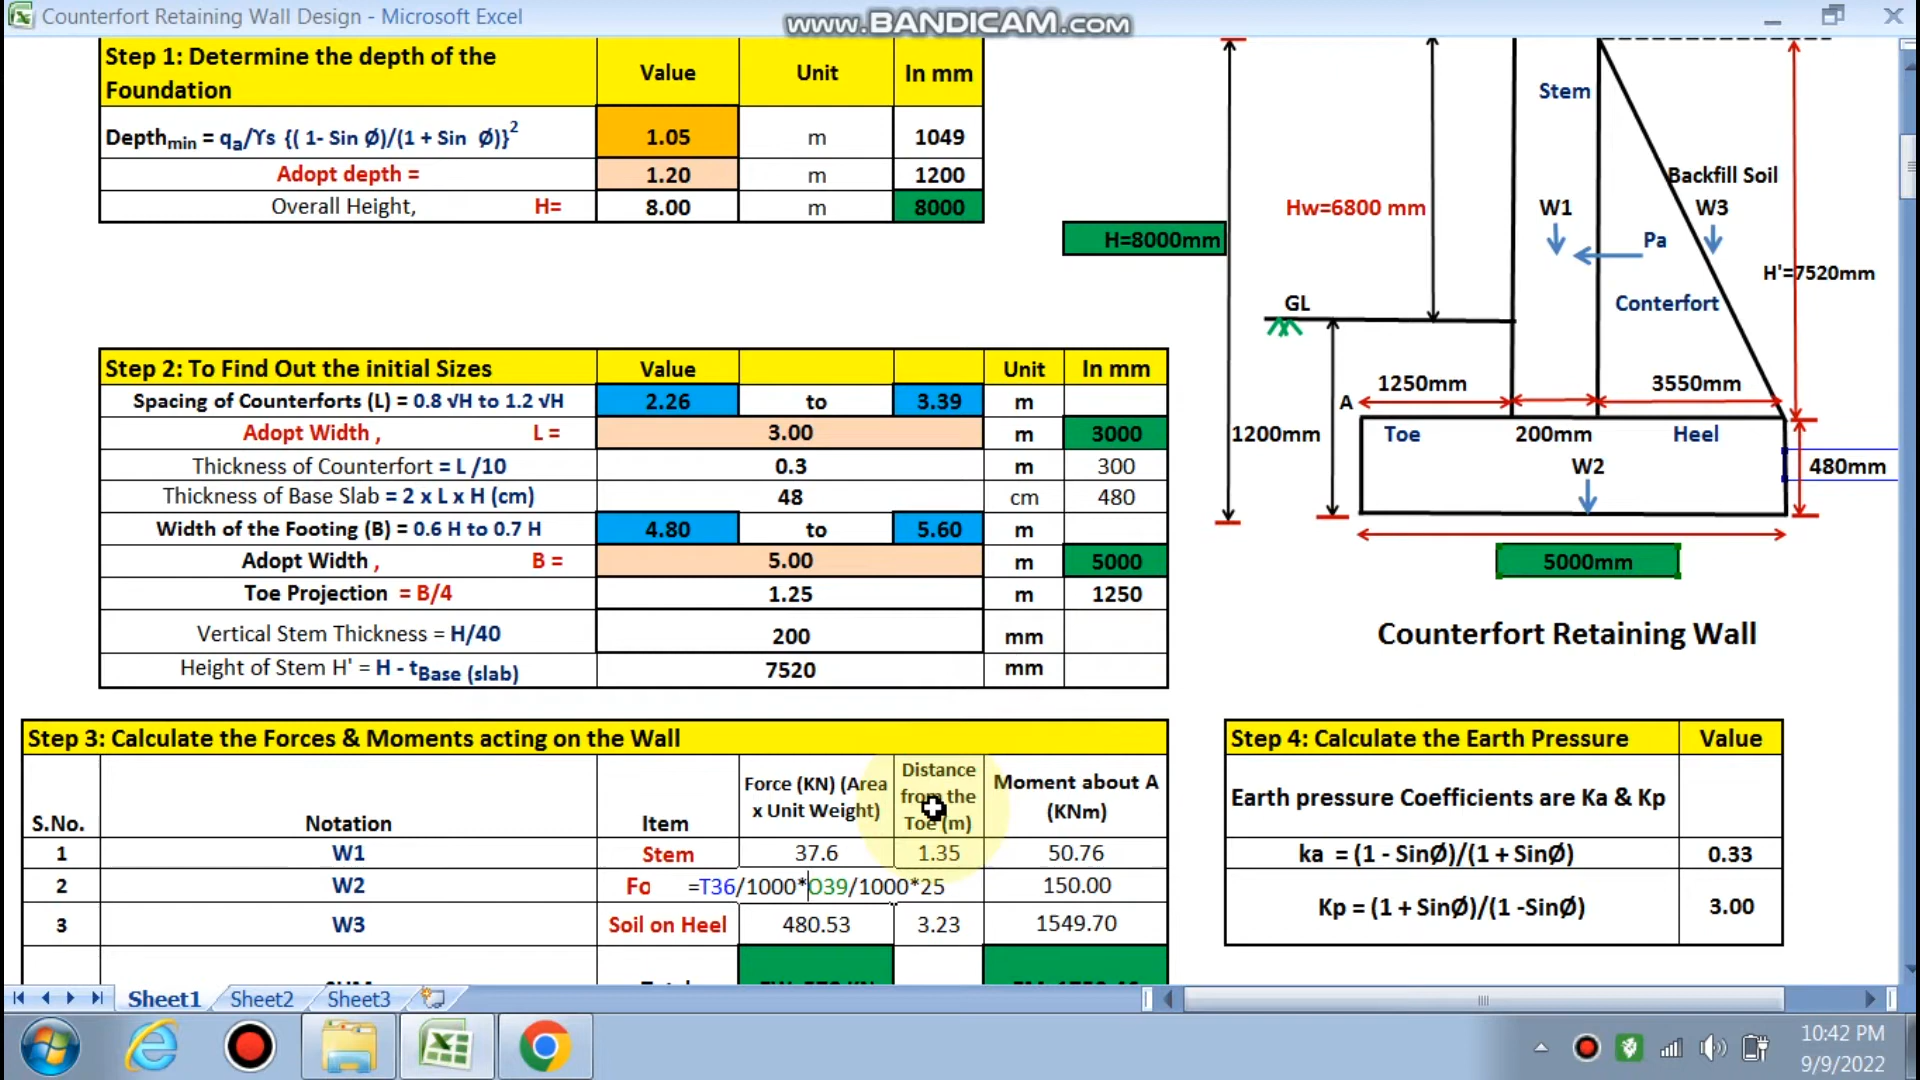 Counterfort Retaining Wall Design - Microsoft Excel
www.BANDICAM.com
Step 1: Determine the depth of the Foundation Value Unit In mm
Depthmin = qa/ϒs {( 1- Sin Ø)/(1 + Sin Ø)}2 1.05 m 1049
Adopt depth = 1.20 m 1200
Overall Height, H= 8.00 m 8000
Step 2: To Find Out the initial Sizes Value Unit In mm
Spacing of Counterforts (L) = 0.8 √H to 1.2 √H 2.26 to 3.39 m
Adopt Width , L = 3.00 m 3000
Thickness of Counterfort = L /10 0.3 m 300
Thickness of Base Slab = 2 x L x H (cm) 48 cm 480
Width of the Footing (B) = 0.6 H to 0.7 H 4.80 to 5.60 m
Adopt Width , B = 5.00 m 5000
Toe Projection = B/4 1.25 m 1250
Vertical Stem Thickness = H/40 200 mm
Height of Stem H' = H - tBase (slab) 7520 mm
Stem
Backfill Soil
Hw=6800 mm
W1
W3
H=8000mm
Pa
H'=7520mm
GL
Conterfort
1250mm
3550mm
A
1200mm
Toe
200mm
Heel
W2
480mm
5000mm
Counterfort Retaining Wall
Step 3: Calculate the Forces & Moments acting on the Wall
S.No. Notation Item Force (KN) (Area x Unit Weight) Distance from the Toe (m) Moment about A (KNm)
1 W1 Stem 37.6 1.35 50.76
2 W2 Fo =T36/1000*O39/1000*25 150.00
3 W3 Soil on Heel 480.53 3.23 1549.70
Step 4: Calculate the Earth Pressure Value
Earth pressure Coefficients are Ka & Kp
ka = (1 - SinØ)/(1 + SinØ) 0.33
Kp = (1 + SinØ)/(1 -SinØ) 3.00
Sheet1 Sheet2 Sheet3
10:42 PM
9/9/2022